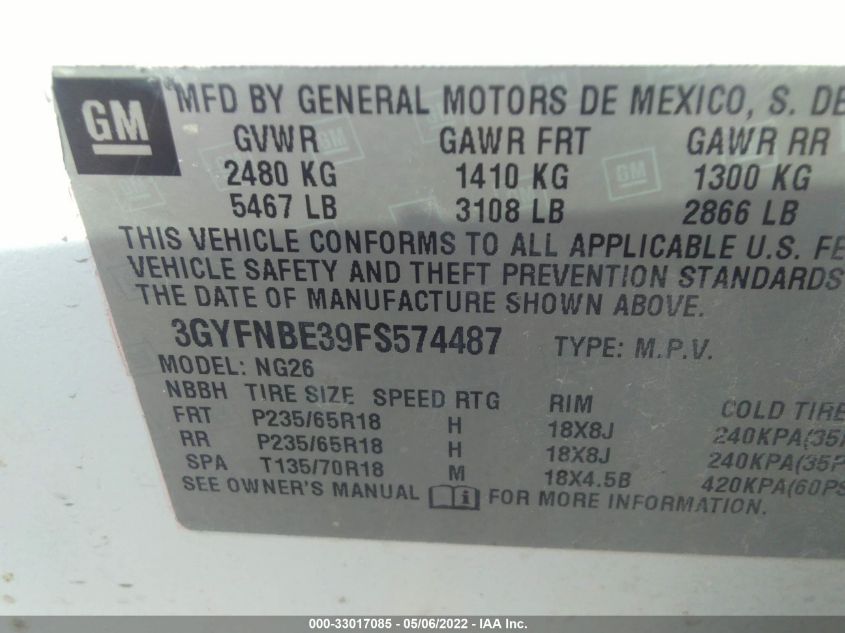 GM
MFD BY GENERAL MOTORS DE MEXICO, S. DE
GVWR GAWR FRT GAWR RR
2480 KG 1410 KG 1300 KG
5467 LB 3108 LB 2866 LB
THIS VEHICLE CONFORMS TO ALL APPLICABLE U.S. FE
VEHICLE SAFETY AND THEFT PREVENTION STANDARDS
THE DATE OF MANUFACTURE SHOWN ABOVE.
3GYFNBE39FS574487 TYPE: M.P.V.
MODEL: NG26
NBBH TIRE SIZE SPEED RTG RIM COLD TIRE
FRT P235/65R18 H 18X8J 240KPA(35
RR P235/65R18 H 18X8J 240KPA(35P
SPA T135/70R18 M 18X4.5B 420KPA(60PS
SEE OWNER'S MANUAL FOR MORE INFORMATION.
000-33017085 - 05/06/2022 - IAA Inc.